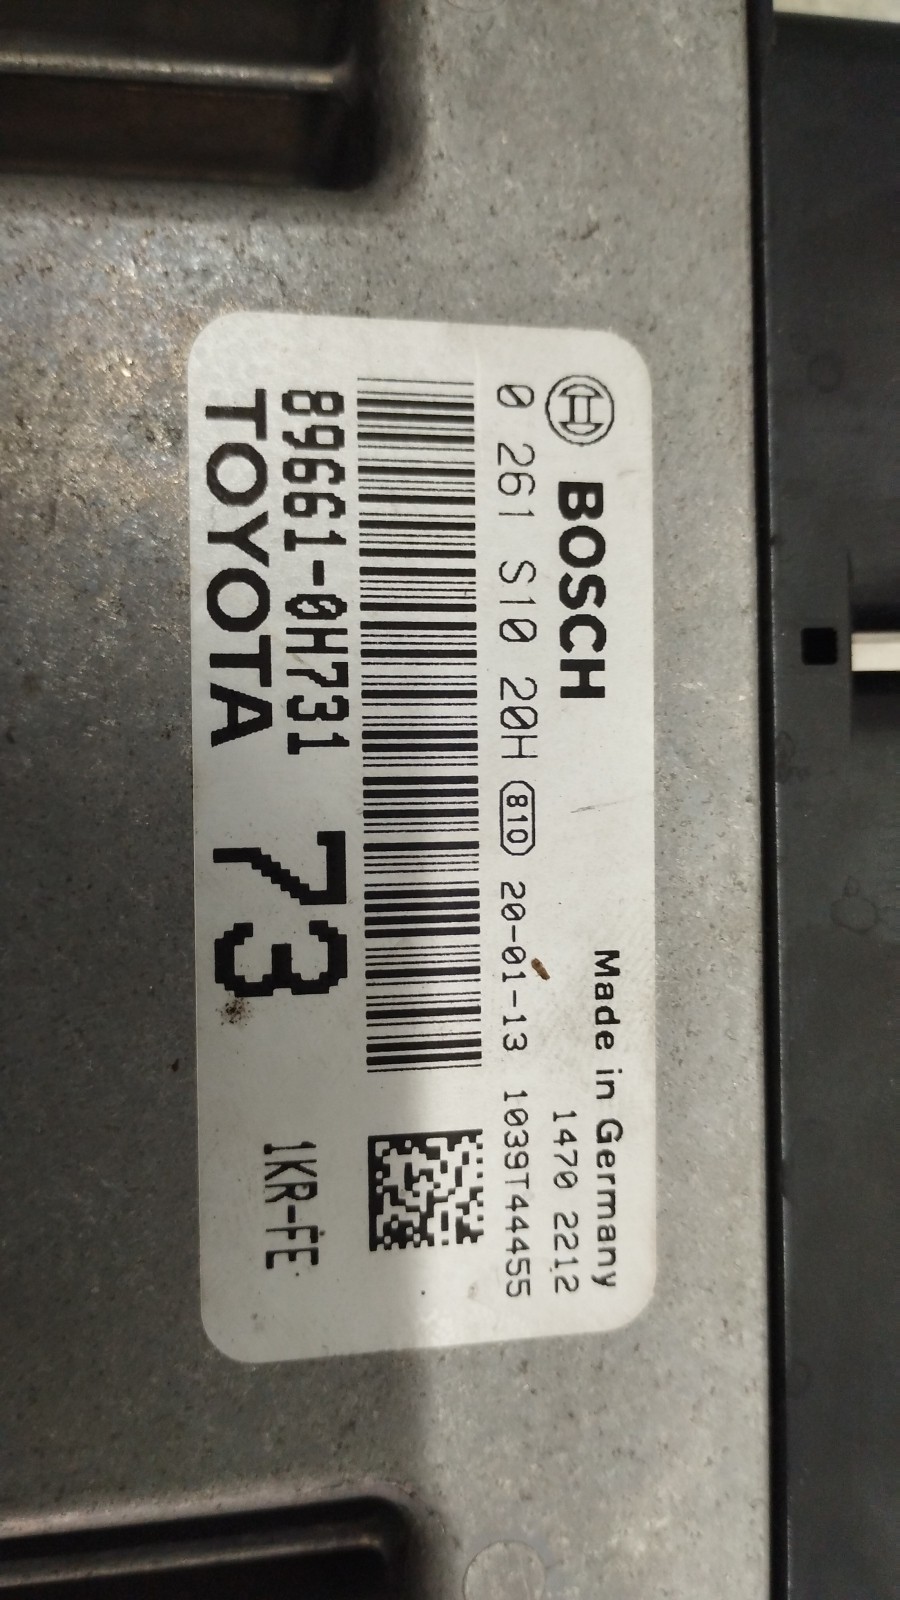 BOSCH
Made in Germany
1470 2212
0 261 S10 20H 810 20-01-13 1039T44455
89661-0H731
TOYOTA
73
1KR-FE